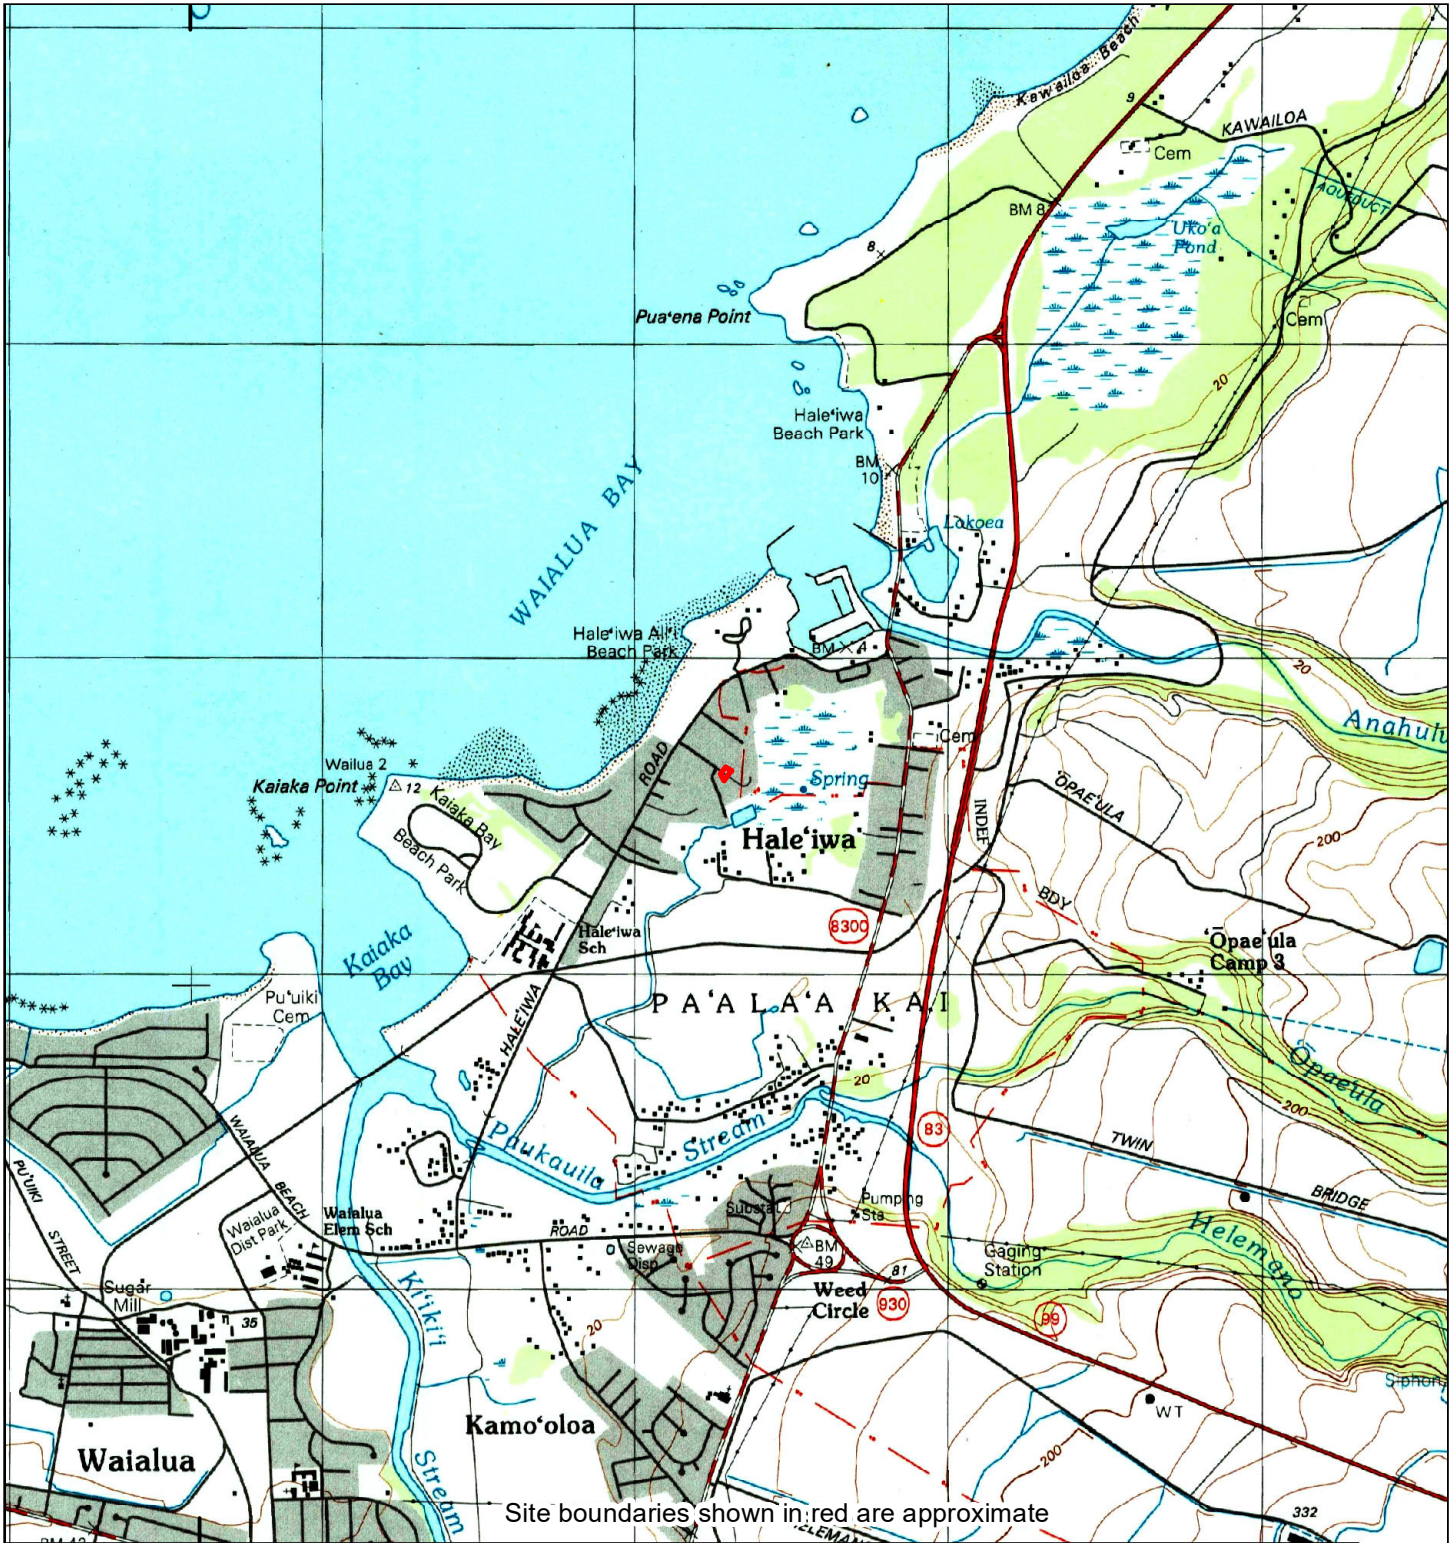 Kawailoa Beach
9
KAWAILOA
Cem
AQUEDUCT
BM 8
Uko'a
Pond
8
Pua'ena Point
Cem
20
Hale'iwa
Beach Park
BM
10
WAIALUA BAY
Lokoea
Hale'iwa Ali'i
Beach Park
BM X 4
20
Anahulu
ROAD
Cem
Wailua 2
Kaiaka Point
12
Spring
Kaiaka Bay
Beach Park
'OPAE'ULA
INDEF
Hale'iwa
200
BDY
8300
Hale'iwa
Sch
Kaiaka
Bay
'Ōpae'ula
Camp 3
PA'ALA'A KAI
Pu'uiki
Cem
HALE'IWA
'Ōpae'ula
20
200
83
WAIALUA
BEACH
Paukauila
Stream
TWIN
BRIDGE
PU'UIKI
STREET
Waialua
Dist Park
Waialua
Elem Sch
ROAD
Substa
Pumping
Sta
Helemano
Sewage
Disp
BM
49
Gaging
Station
81
Weed
Circle
930
99
Sugar
Mill
35
Ki'iki'i
20
Siphon
WT
Kamo'oloa
Waialua
Stream
200
Site boundaries shown in red are approximate
332